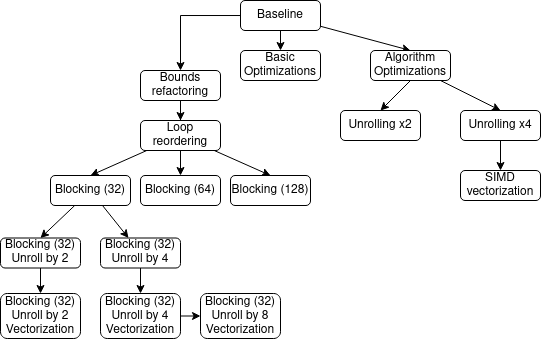 Baseline
Basic
Optimizations
Algorithm
Optimizations
Bounds
refactoring
Unrolling x2
Unrolling x4
Loop
reordering
SIMD
vectorization
Blocking (32)
Blocking (64)
Blocking (128)
Blocking (32)
Unroll by 2
Blocking (32)
Unroll by 4
Blocking (32)
Unroll by 2
Vectorization
Blocking (32)
Unroll by 4
Vectorization
Blocking (32)
Unroll by 8
Vectorization